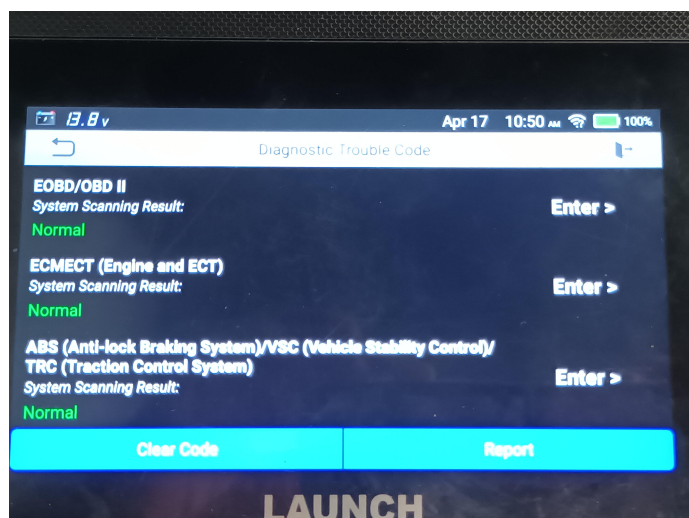 13.8 v
Apr 17 10:50 AM 100%
Diagnostic Trouble Code
EOBD/OBD II
System Scanning Result:
Enter >
Normal
ECMECT (Engine and ECT)
System Scanning Result:
Enter >
Normal
ABS (Anti-lock Braking System)/VSC (Vehicle Stability Control)/
TRC (Traction Control System)
Enter >
System Scanning Result:
Normal
Clear Code
Report
LAUNCH